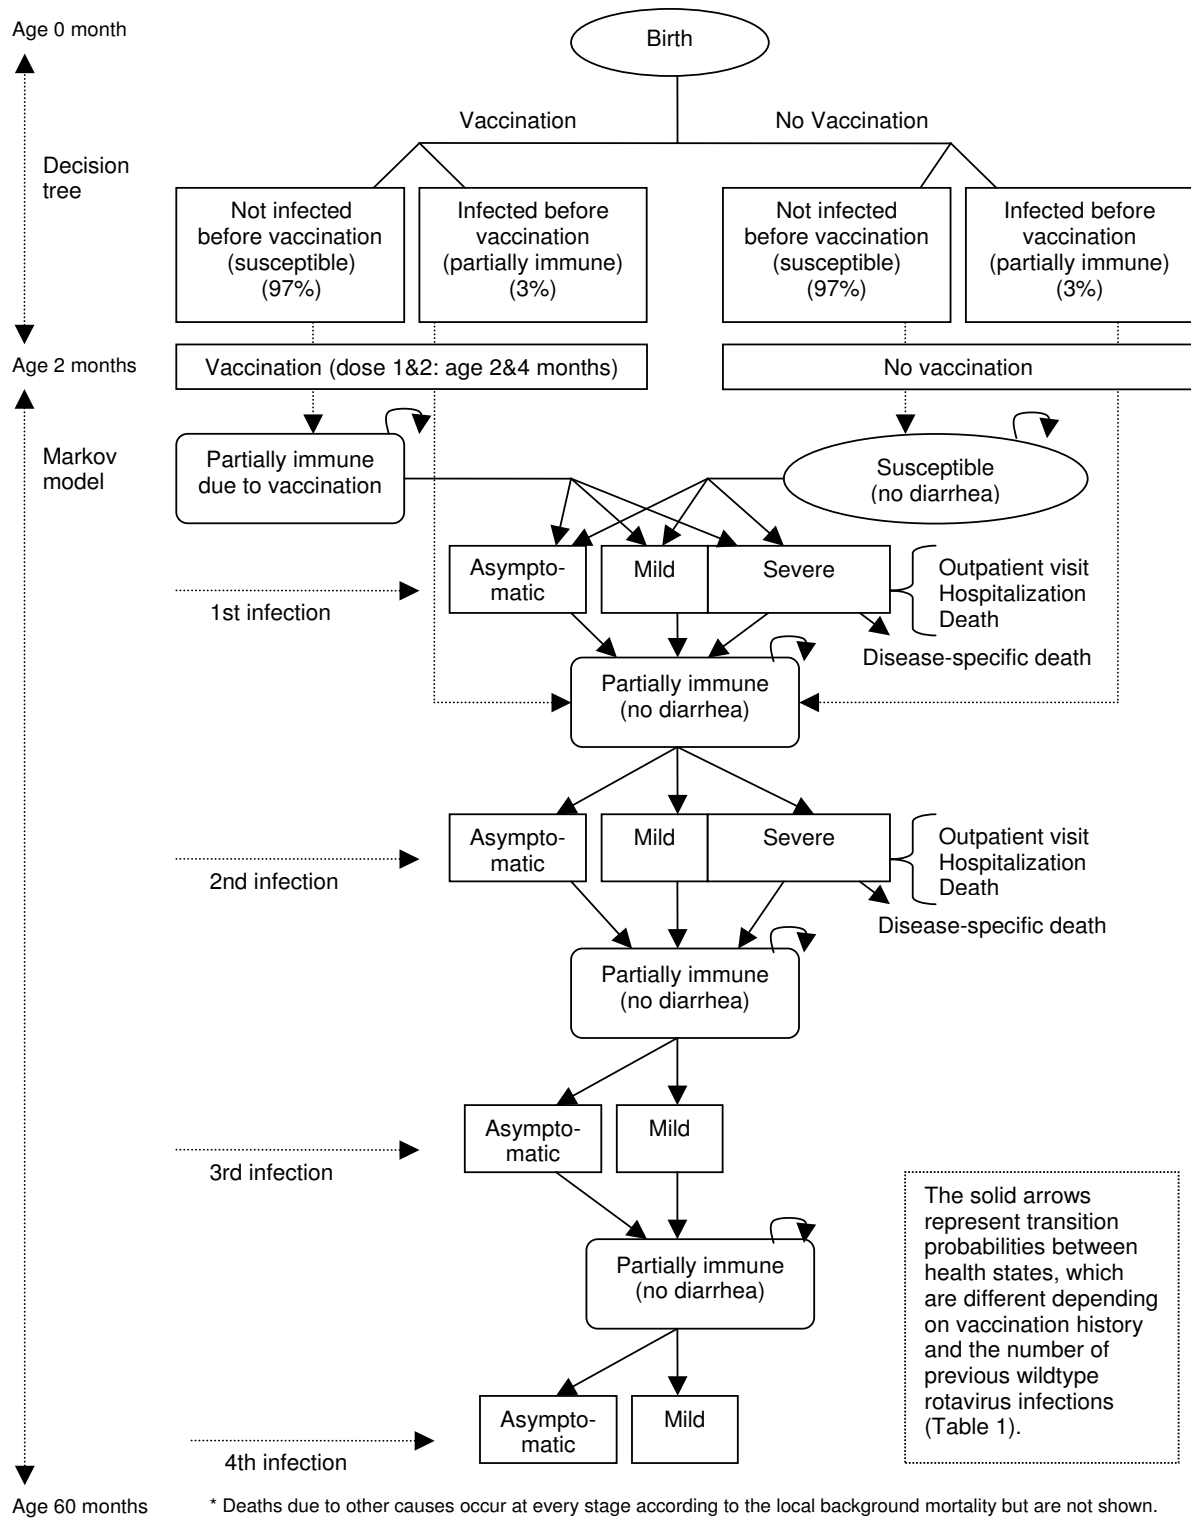 Age 0 month
Birth
Vaccination
No Vaccination
Decision
tree
Not infected
before vaccination
(susceptible)
(97%)
Infected before
vaccination
(partially immune)
(3%)
Not infected
before vaccination
(susceptible)
(97%)
Infected before
vaccination
(partially immune)
(3%)
Age 2 months
Vaccination (dose 1&2: age 2&4 months)
No vaccination
Markov
model
Partially immune
due to vaccination
Susceptible
(no diarrhea)
1st infection
Asympto-
matic
Mild
Severe
Outpatient visit
Hospitalization
Death
Disease-specific death
Partially immune
(no diarrhea)
2nd infection
Asympto-
matic
Mild
Severe
Outpatient visit
Hospitalization
Death
Disease-specific death
Partially immune
(no diarrhea)
3rd infection
Asympto-
matic
Mild
Partially immune
(no diarrhea)
The solid arrows
represent transition
probabilities between
health states, which
are different depending
on vaccination history
and the number of
previous wildtype
rotavirus infections
(Table 1).
4th infection
Asympto-
matic
Mild
Age 60 months
* Deaths due to other causes occur at every stage according to the local background mortality but are not shown.